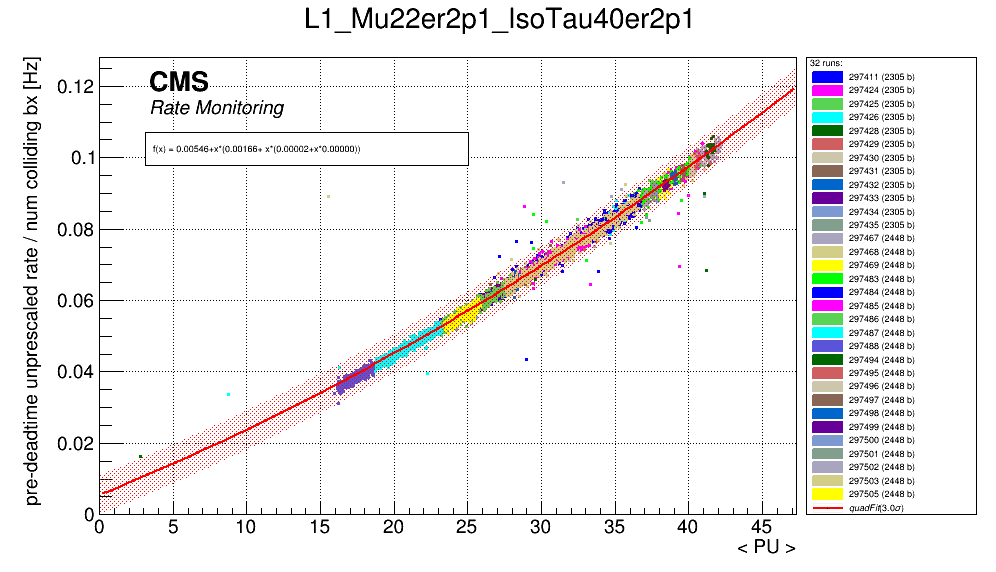 L1_Mu22er2p1_IsoTau40er2p1
pre-deadtime unprescaled rate / num colliding bx [Hz]
CMS
Rate Monitoring
f(x) = 0.00546+x*(0.00166+ x*(0.00002+x*0.00000))
0.12
0.1
0.08
0.06
0.04
0.02
0
0 5 10 15 20 25 30 35 40 45
< PU >
32 runs:
297411 (2305 b)
297424 (2305 b)
297425 (2305 b)
297426 (2305 b)
297428 (2305 b)
297429 (2305 b)
297430 (2305 b)
297431 (2305 b)
297432 (2305 b)
297433 (2305 b)
297434 (2305 b)
297435 (2305 b)
297467 (2448 b)
297468 (2448 b)
297469 (2448 b)
297483 (2448 b)
297484 (2448 b)
297485 (2448 b)
297486 (2448 b)
297487 (2448 b)
297488 (2448 b)
297494 (2448 b)
297495 (2448 b)
297496 (2448 b)
297497 (2448 b)
297498 (2448 b)
297499 (2448 b)
297500 (2448 b)
297501 (2448 b)
297502 (2448 b)
297503 (2448 b)
297505 (2448 b)
quadFit(3.0σ)